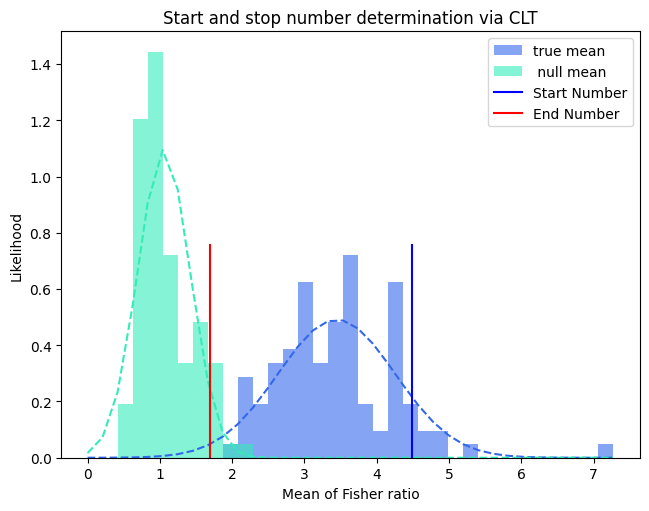 Start and stop number determination via CLT
true mean
null mean
Start Number
End Number
Likelihood
1.4
1.2
1.0
0.8
0.6
0.4
0.2
0.0
0 1 2 3 4 5 6 7
Mean of Fisher ratio